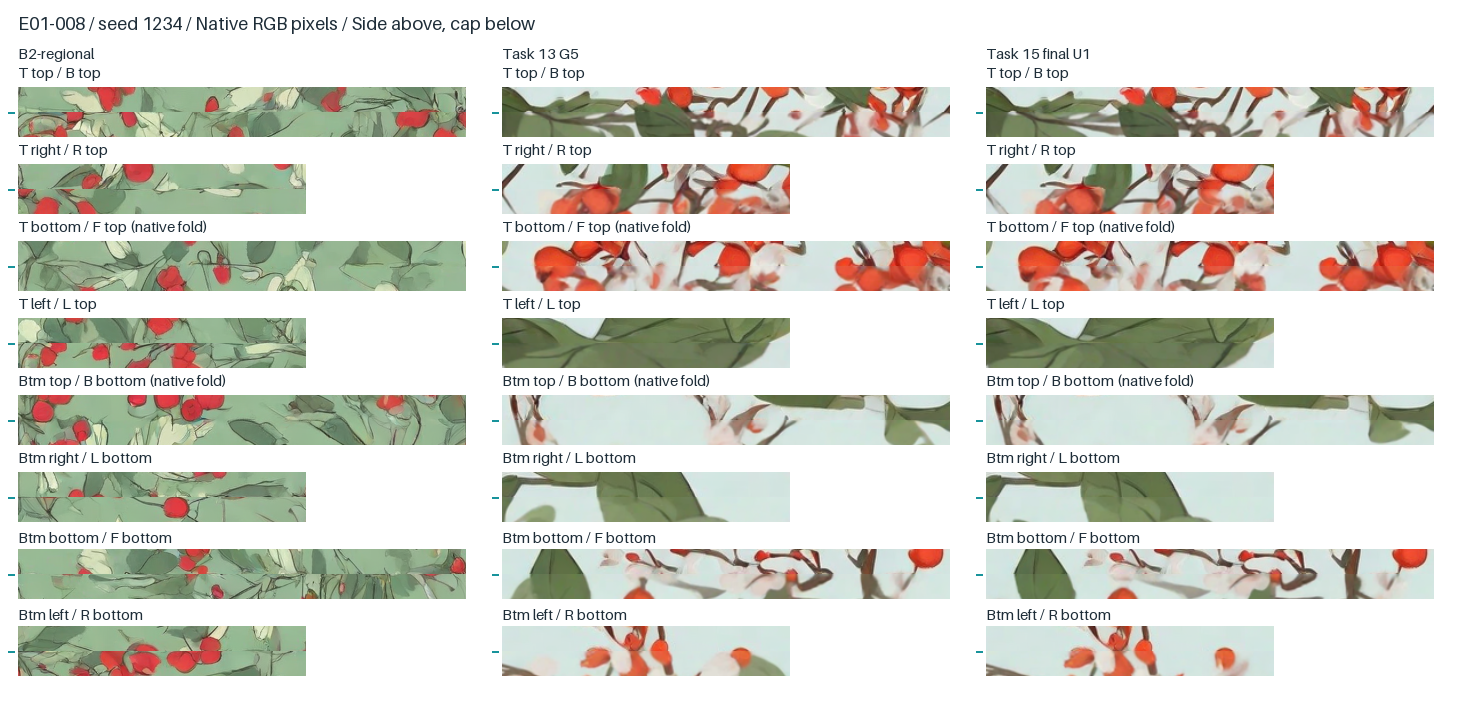 E01-008 / seed 1234 / Native RGB pixels / Side above, cap below
B2-regional
T top / B top
T right / R top
T bottom / F top (native fold)
T left / L top
Btm top / B bottom (native fold)
Btm right / L bottom
Btm bottom / F bottom
Btm left / R bottom
Task 13 G5
T top / B top
T right / R top
T bottom / F top (native fold)
T left / L top
Btm top / B bottom (native fold)
Btm right / L bottom
Btm bottom / F bottom
Btm left / R bottom
Task 15 final U1
T top / B top
T right / R top
T bottom / F top (native fold)
T left / L top
Btm top / B bottom (native fold)
Btm right / L bottom
Btm bottom / F bottom
Btm left / R bottom